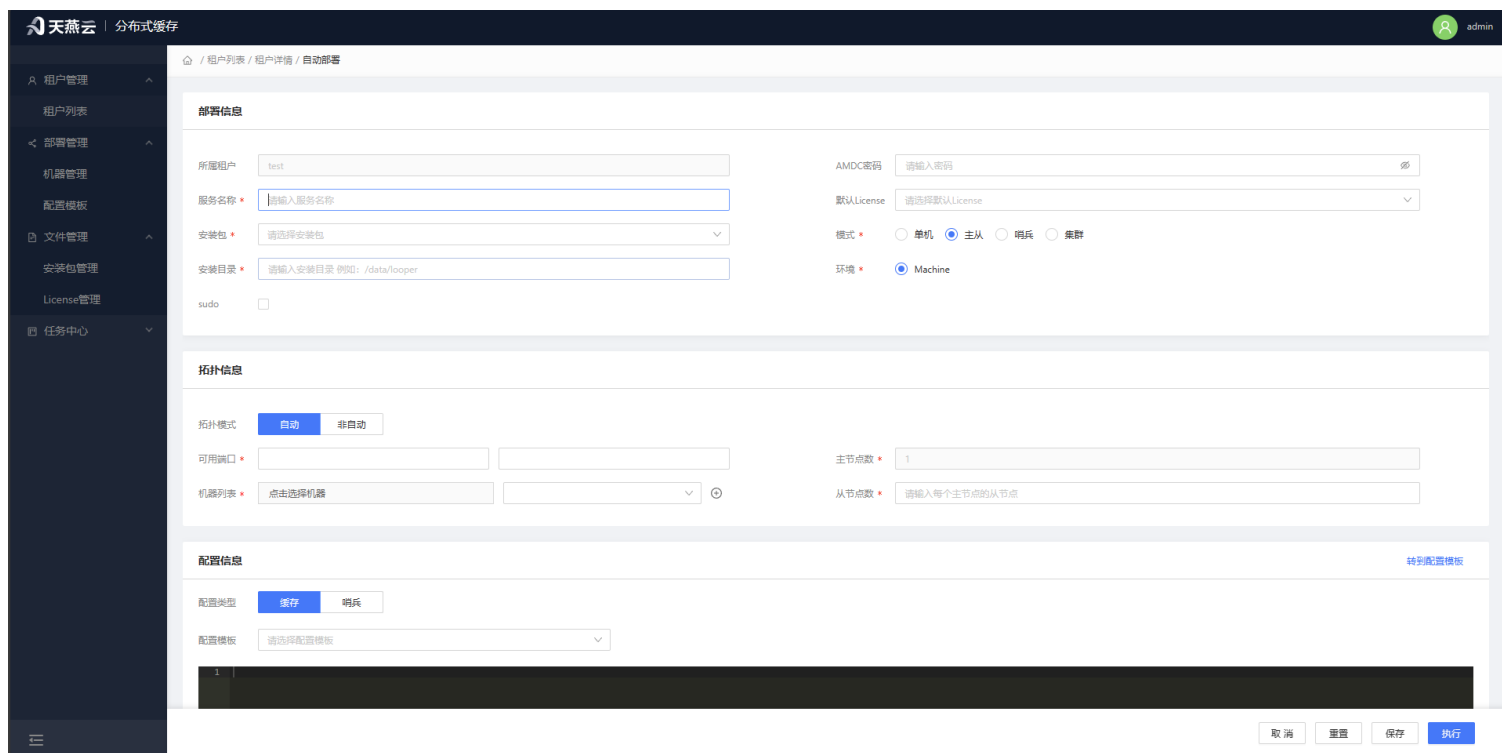 天燕云 | 分布式缓存
admin
/ 租户列表 / 租户详情 / 自动部署
租户管理
租户列表
部署管理
机器管理
配置模板
文件管理
安装包管理
License管理
任务中心
部署信息
所属租户 test
AMDC密码 请输入密码
服务名称 * 请输入服务名称
默认License 请选择默认License
安装包 * 请选择安装包
模式 * 单机 主从 哨兵 集群
安装目录 * 请输入安装目录 例如：/data/looper
环境 * Machine
sudo
拓扑信息
拓扑模式 自动 非自动
可用端口 *
主节点数 * 1
机器列表 * 点击选择机器
从节点数 * 请输入每个主节点的从节点
配置信息
转到配置模板
配置类型 缓存 哨兵
配置模板 请选择配置模板
1
取 消 重置 保存 执行